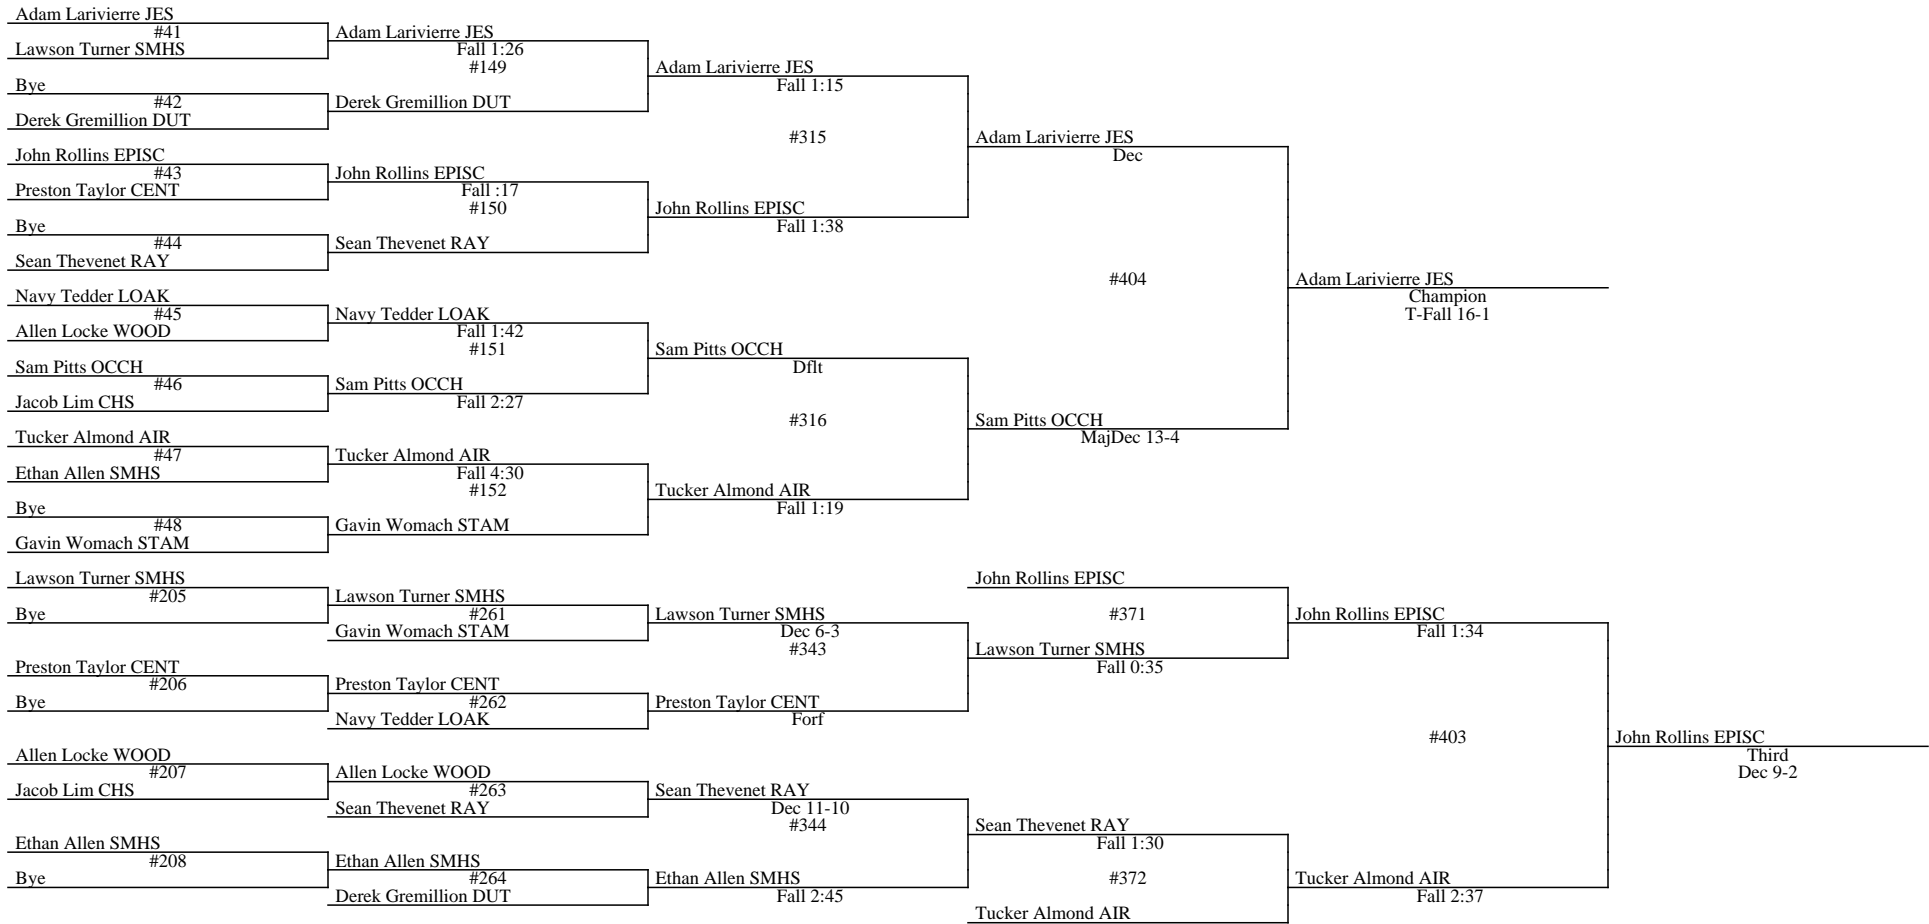 Adam Larivierre JES
#41
Lawson Turner SMHS
Bye
#42
Derek Gremillion DUT
John Rollins EPISC
#43
Preston Taylor CENT
Bye
#44
Sean Thevenet RAY
Navy Tedder LOAK
#45
Allen Locke WOOD
Sam Pitts OCCH
#46
Jacob Lim CHS
Tucker Almond AIR
#47
Ethan Allen SMHS
Bye
#48
Gavin Womach STAM
Adam Larivierre JES
Fall 1:26
#149
Derek Gremillion DUT
John Rollins EPISC
Fall :17
#150
Sean Thevenet RAY
Navy Tedder LOAK
Fall 1:42
#151
Sam Pitts OCCH
Fall 2:27
Tucker Almond AIR
Fall 4:30
#152
Gavin Womach STAM
Adam Larivierre JES
Fall 1:15
#315
John Rollins EPISC
Fall 1:38
Sam Pitts OCCH
Dflt
#316
Tucker Almond AIR
Fall 1:19
Adam Larivierre JES
Dec
#404
Sam Pitts OCCH
MajDec 13-4
Adam Larivierre JES
Champion
T-Fall 16-1
Lawson Turner SMHS
#205
Bye
Preston Taylor CENT
#206
Bye
Allen Locke WOOD
#207
Jacob Lim CHS
Ethan Allen SMHS
#208
Bye
Lawson Turner SMHS
#261
Gavin Womach STAM
Preston Taylor CENT
#262
Navy Tedder LOAK
Allen Locke WOOD
#263
Sean Thevenet RAY
Ethan Allen SMHS
#264
Derek Gremillion DUT
Lawson Turner SMHS
Dec 6-3
#343
Preston Taylor CENT
Forf
Sean Thevenet RAY
Dec 11-10
#344
Ethan Allen SMHS
Fall 2:45
John Rollins EPISC
#371
Lawson Turner SMHS
Fall 0:35
Sean Thevenet RAY
Fall 1:30
#372
Tucker Almond AIR
John Rollins EPISC
Fall 1:34
#403
Tucker Almond AIR
Fall 2:37
John Rollins EPISC
Third
Dec 9-2